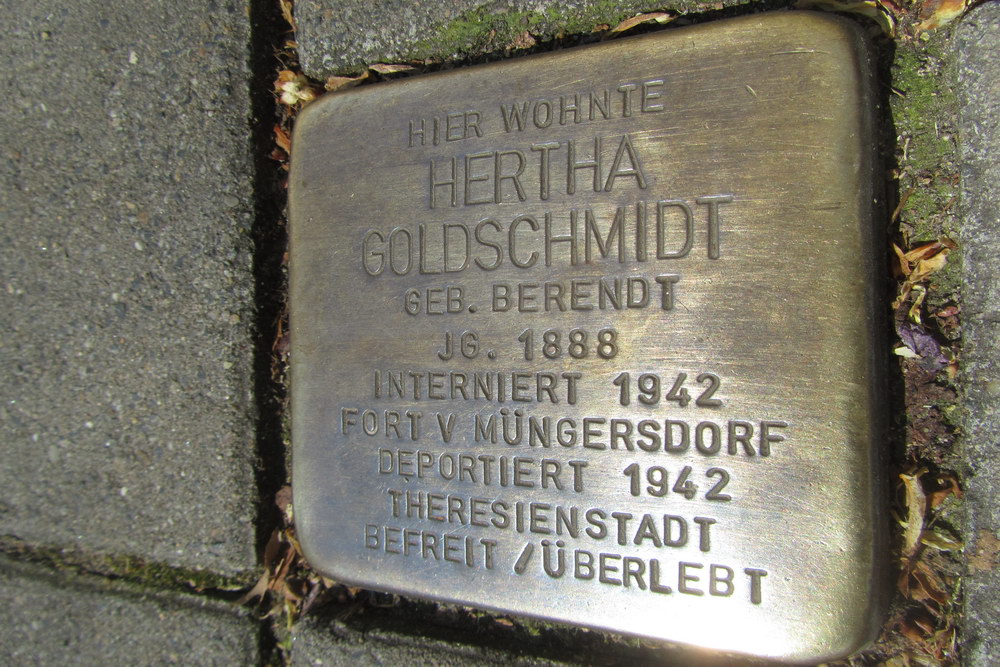 HIER WOHNTE
HERTHA
GOLDSCHMIDT
GEB. BERENDT
JG. 1888
INTERNIERT 1942
FORT V MÜNGERSDORF
DEPORTIERT 1942
THERESIENSTADT
BEFREIT / ÜBERLEBT